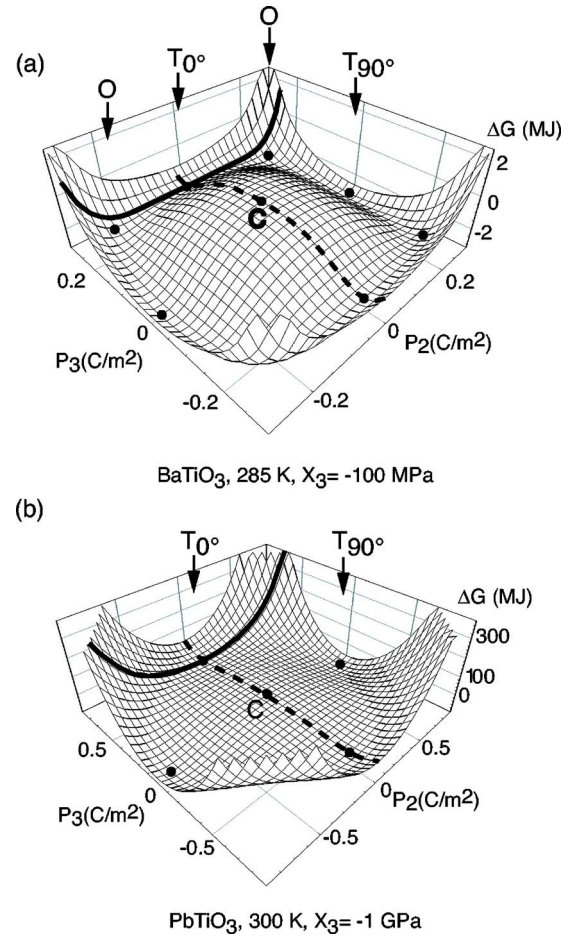 (a)
O
T0°
O
T90°
ΔG (MJ)
2
0
-2
C
0.2
0
-0.2
P3(C/m2)
0.2
0
-0.2
P2(C/m2)
BaTiO3, 285 K, X3= -100 MPa
(b)
T0°
T90°
ΔG (MJ)
300
100
0
C
0.5
0
-0.5
P3(C/m2)
0.5
0
-0.5
P2(C/m2)
PbTiO3, 300 K, X3= -1 GPa